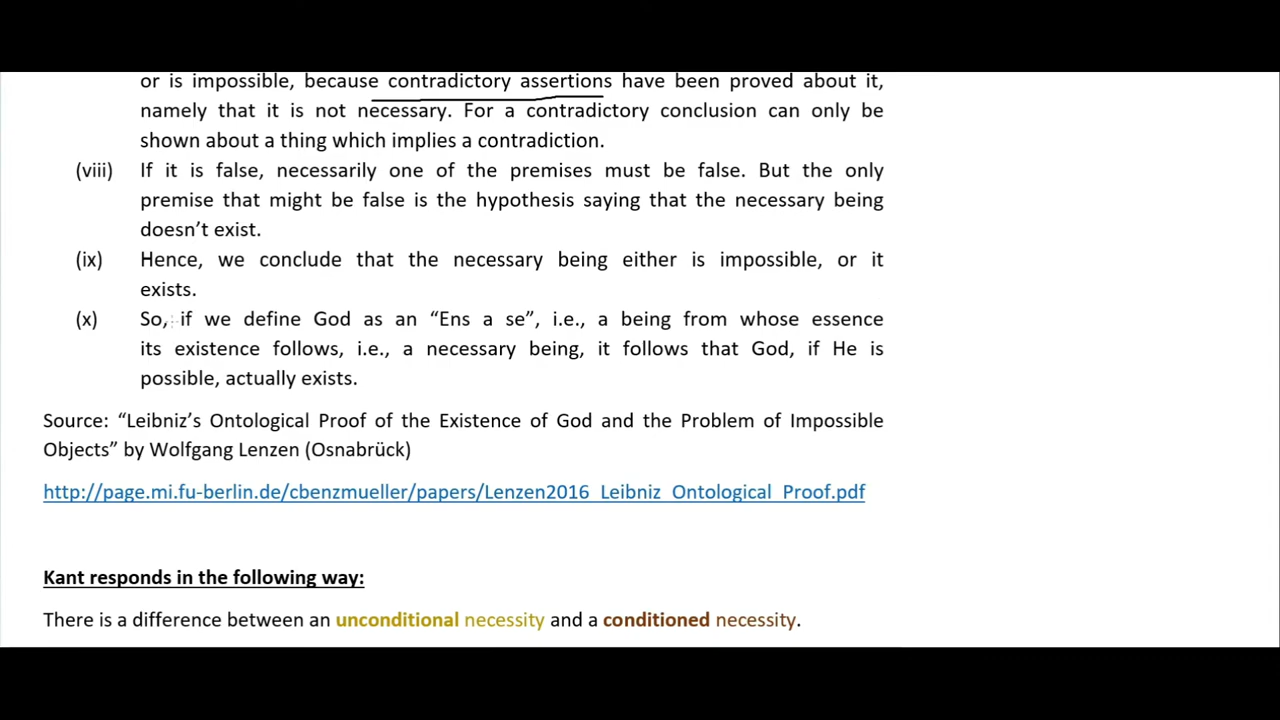 or is impossible, because contradictory assertions have been proved about it,
namely that it is not necessary. For a contradictory conclusion can only be
shown about a thing which implies a contradiction.
(viii) If it is false, necessarily one of the premises must be false. But the only
premise that might be false is the hypothesis saying that the necessary being
doesn’t exist.
(ix) Hence, we conclude that the necessary being either is impossible, or it
exists.
(x) So, if we define God as an “Ens a se”, i.e., a being from whose essence
its existence follows, i.e., a necessary being, it follows that God, if He is
possible, actually exists.
Source: “Leibniz’s Ontological Proof of the Existence of God and the Problem of Impossible
Objects” by Wolfgang Lenzen (Osnabrück)
http://page.mi.fu-berlin.de/cbenzmueller/papers/Lenzen2016_Leibniz_Ontological_Proof.pdf
Kant responds in the following way:
There is a difference between an unconditional necessity and a conditioned necessity.